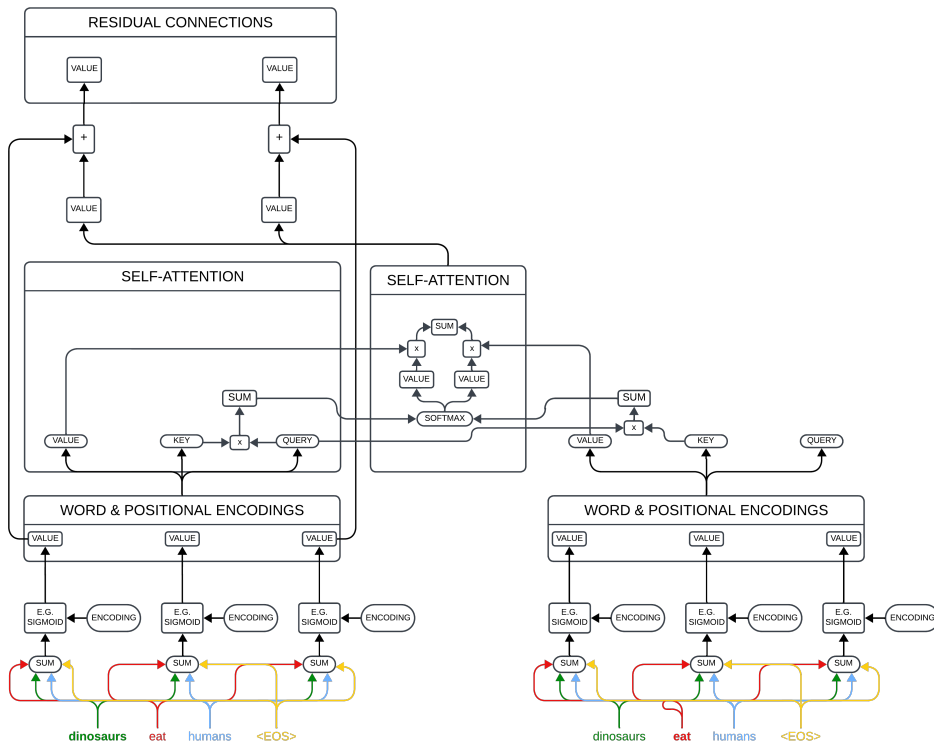 RESIDUAL CONNECTIONS
VALUE VALUE
+ +
VALUE VALUE
SELF-ATTENTION
SELF-ATTENTION
SUM
x x
VALUE VALUE
SUM
SUM
SOFTMAX
x
VALUE KEY x QUERY
VALUE KEY QUERY
WORD & POSITIONAL ENCODINGS
WORD & POSITIONAL ENCODINGS
VALUE VALUE VALUE
VALUE VALUE VALUE
E.G. SIGMOID ENCODING E.G. SIGMOID ENCODING E.G. SIGMOID ENCODING
E.G. SIGMOID ENCODING E.G. SIGMOID ENCODING E.G. SIGMOID ENCODING
SUM SUM SUM
SUM SUM SUM
dinosaurs eat humans <EOS>
dinosaurs eat humans <EOS>